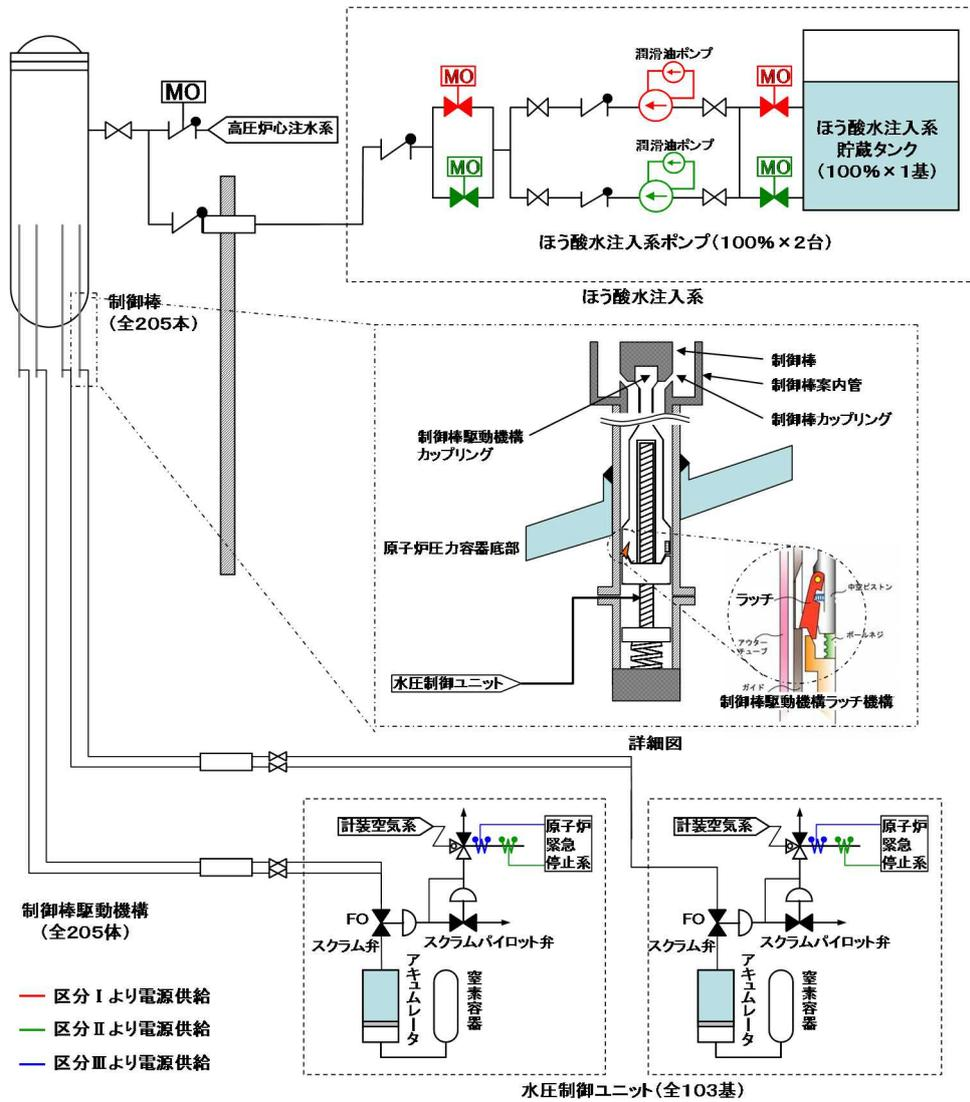 潤滑油ポンプ
MO
MO
MO
高圧炉心注水系
ほう酸水注入系
貯蔵タンク
(100%×1基)
潤滑油ポンプ
MO
MO
ほう酸水注入系ポンプ(100%×2台)
ほう酸水注入系
制御棒
(全205本)
制御棒
制御棒案内管
制御棒カップリング
制御棒駆動機構
カップリング
原子炉圧力容器底部
ラッチ
中空ピストン
アウター
チューブ
ボールネジ
ガイド
制御棒駆動機構ラッチ機構
水圧制御ユニット
詳細図
計装空気系
原子炉
緊急
停止系
計装空気系
原子炉
緊急
停止系
制御棒駆動機構
(全205体)
FO
スクラム弁
スクラムパイロット弁
FO
スクラム弁
スクラムパイロット弁
アキュムレータ
窒素容器
アキュムレータ
窒素容器
区分Ⅰより電源供給
区分Ⅱより電源供給
区分Ⅲより電源供給
水圧制御ユニット(全103基)